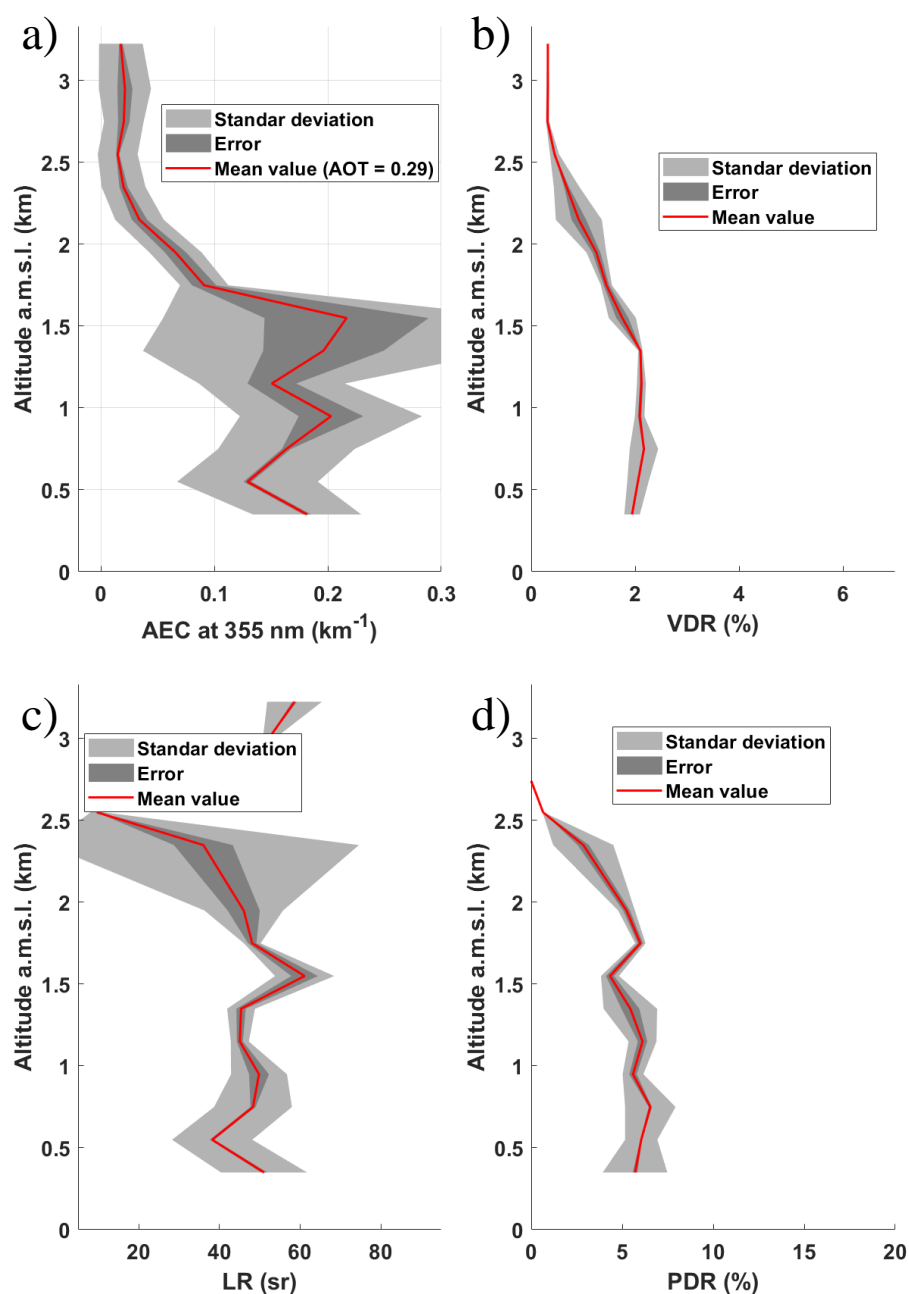 a)
3
2.5
2
1.5
1
0.5
0
Altitude a.m.s.l. (km)
Standar deviation
Error
Mean value (AOT = 0.29)
0 0.1 0.2 0.3
AEC at 355 nm (km⁻¹)
b)
3
2.5
2
1.5
1
0.5
0
Altitude a.m.s.l. (km)
Standar deviation
Error
Mean value
0 2 4 6
VDR (%)
c)
3
2.5
2
1.5
1
0.5
0
Altitude a.m.s.l. (km)
Standar deviation
Error
Mean value
20 40 60 80
LR (sr)
d)
3
2.5
2
1.5
1
0.5
0
Altitude a.m.s.l. (km)
Standar deviation
Error
Mean value
0 5 10 15 20
PDR (%)